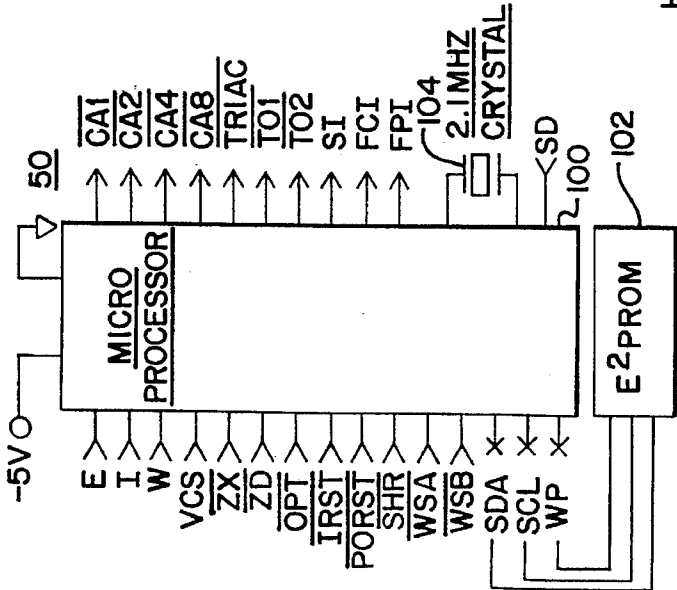 50
-5V
MICRO
PROCESSOR
E
I
W
VCS
ZX
ZD
OPT
IRST
PORST
SHR
WSA
WSB
SDA
SCL
WP
CA1
CA2
CA4
CA8
TRIAC
TO1
TO2
SI
FCI
FPI
104
2.1MHZ
CRYSTAL
SD
100
102
E²PROM